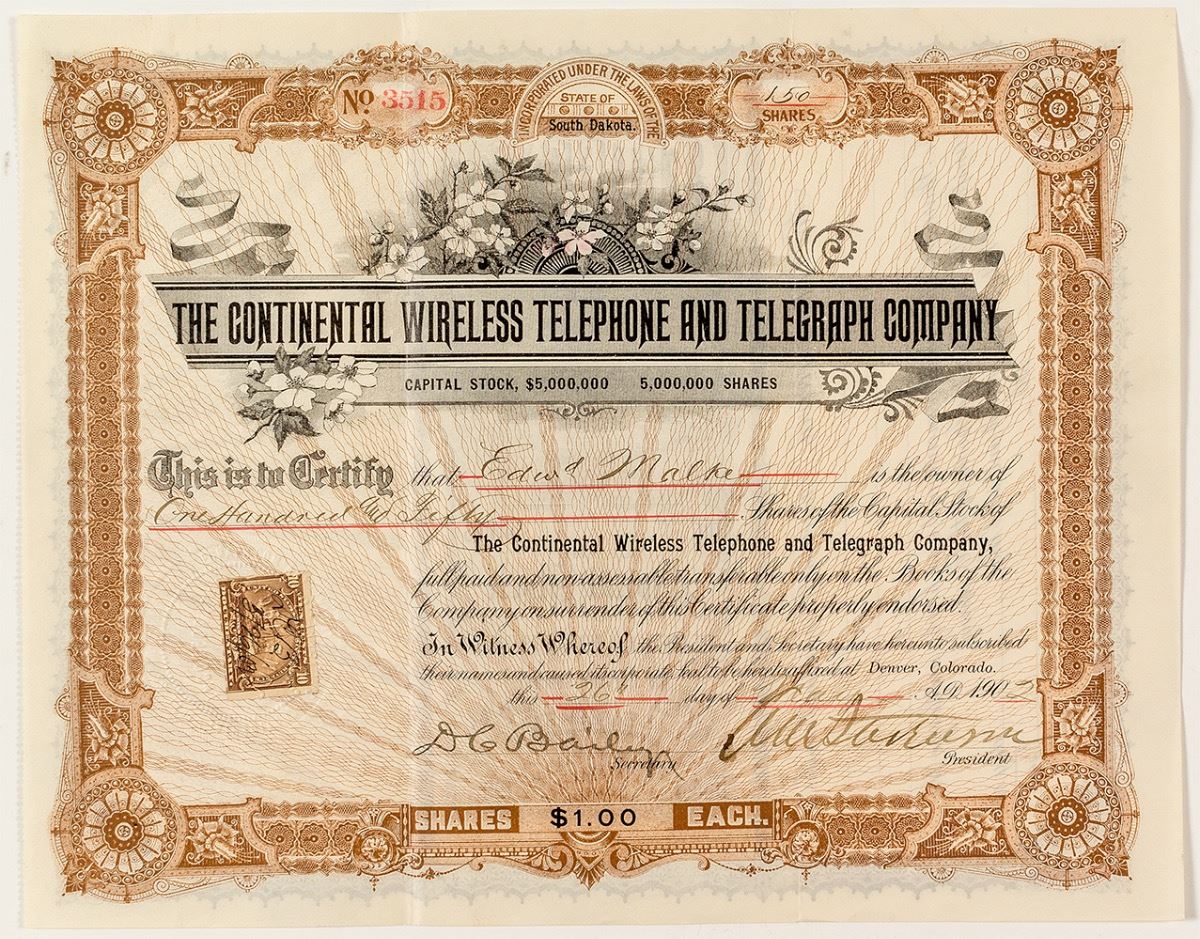 No 3515
INCORPORATED UNDER THE LAWS OF THE
STATE OF
South Dakota.
150
SHARES
THE CONTINENTAL WIRELESS TELEPHONE AND TELEGRAPH COMPANY
CAPITAL STOCK, $5,000,000 5,000,000 SHARES
This is to Certify that Edwd Malke is the owner of
One Hundred and Fifty Shares of the Capital Stock of
The Continental Wireless Telephone and Telegraph Company,
full paid and non-assessable transferable only on the Books of the
Company on surrender of this Certificate properly endorsed.
In Witness Whereof the President and Secretary have hereunto subscribed
their names and caused its corporate seal to be hereto affixed at Denver, Colorado.
this 26" day of A.D. 190
D C Bailey
Secretary
President
SHARES $1.00 EACH.